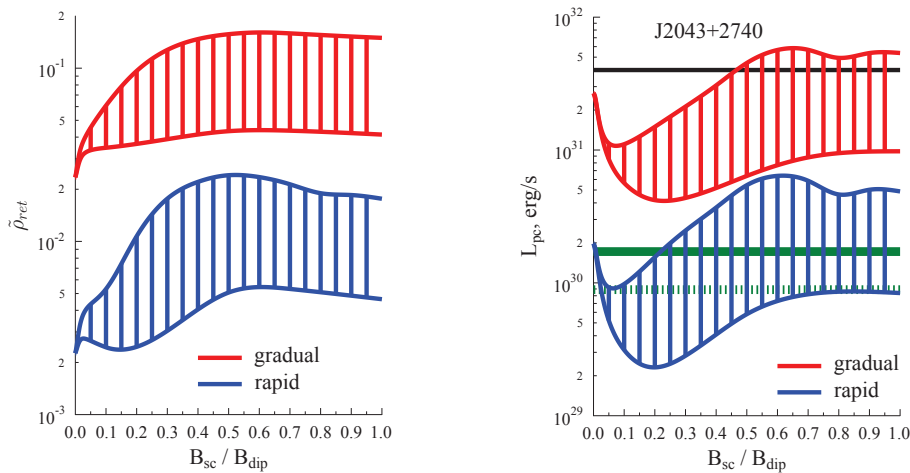 2
10^-1
5
2
10^-2
5
2
10^-3
ρ̃_ret
0.0 0.1 0.2 0.3 0.4 0.5 0.6 0.7 0.8 0.9 1.0
B_sc / B_dip
gradual
rapid
J2043+2740
10^32
5
2
10^31
5
2
10^30
5
2
10^29
L_pc, erg/s
0.0 0.1 0.2 0.3 0.4 0.5 0.6 0.7 0.8 0.9 1.0
B_sc / B_dip
gradual
rapid